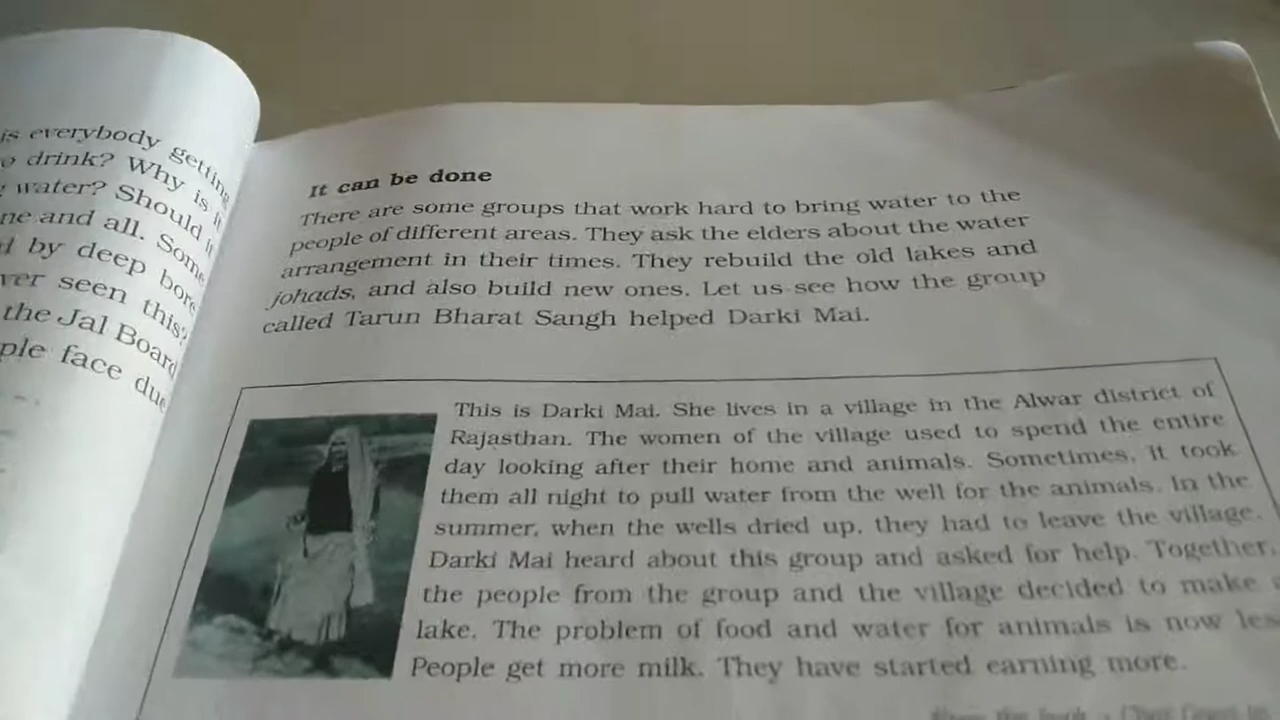 is everybody getting
drink? Why is it
water? Should it
ne and all. Some
by deep bore
ver seen this?
the Jal Board
ple face due
It can be done
There are some groups that work hard to bring water to the
people of different areas. They ask the elders about the water
arrangement in their times. They rebuild the old lakes and
johads, and also build new ones. Let us see how the group
called Tarun Bharat Sangh helped Darki Mai.
This is Darki Mai. She lives in a village in the Alwar district of
Rajasthan. The women of the village used to spend the entire
day looking after their home and animals. Sometimes, it took
them all night to pull water from the well for the animals. In the
summer, when the wells dried up, they had to leave the village.
Darki Mai heard about this group and asked for help. Together,
the people from the group and the village decided to make
lake. The problem of food and water for animals is now les
People get more milk. They have started earning more.